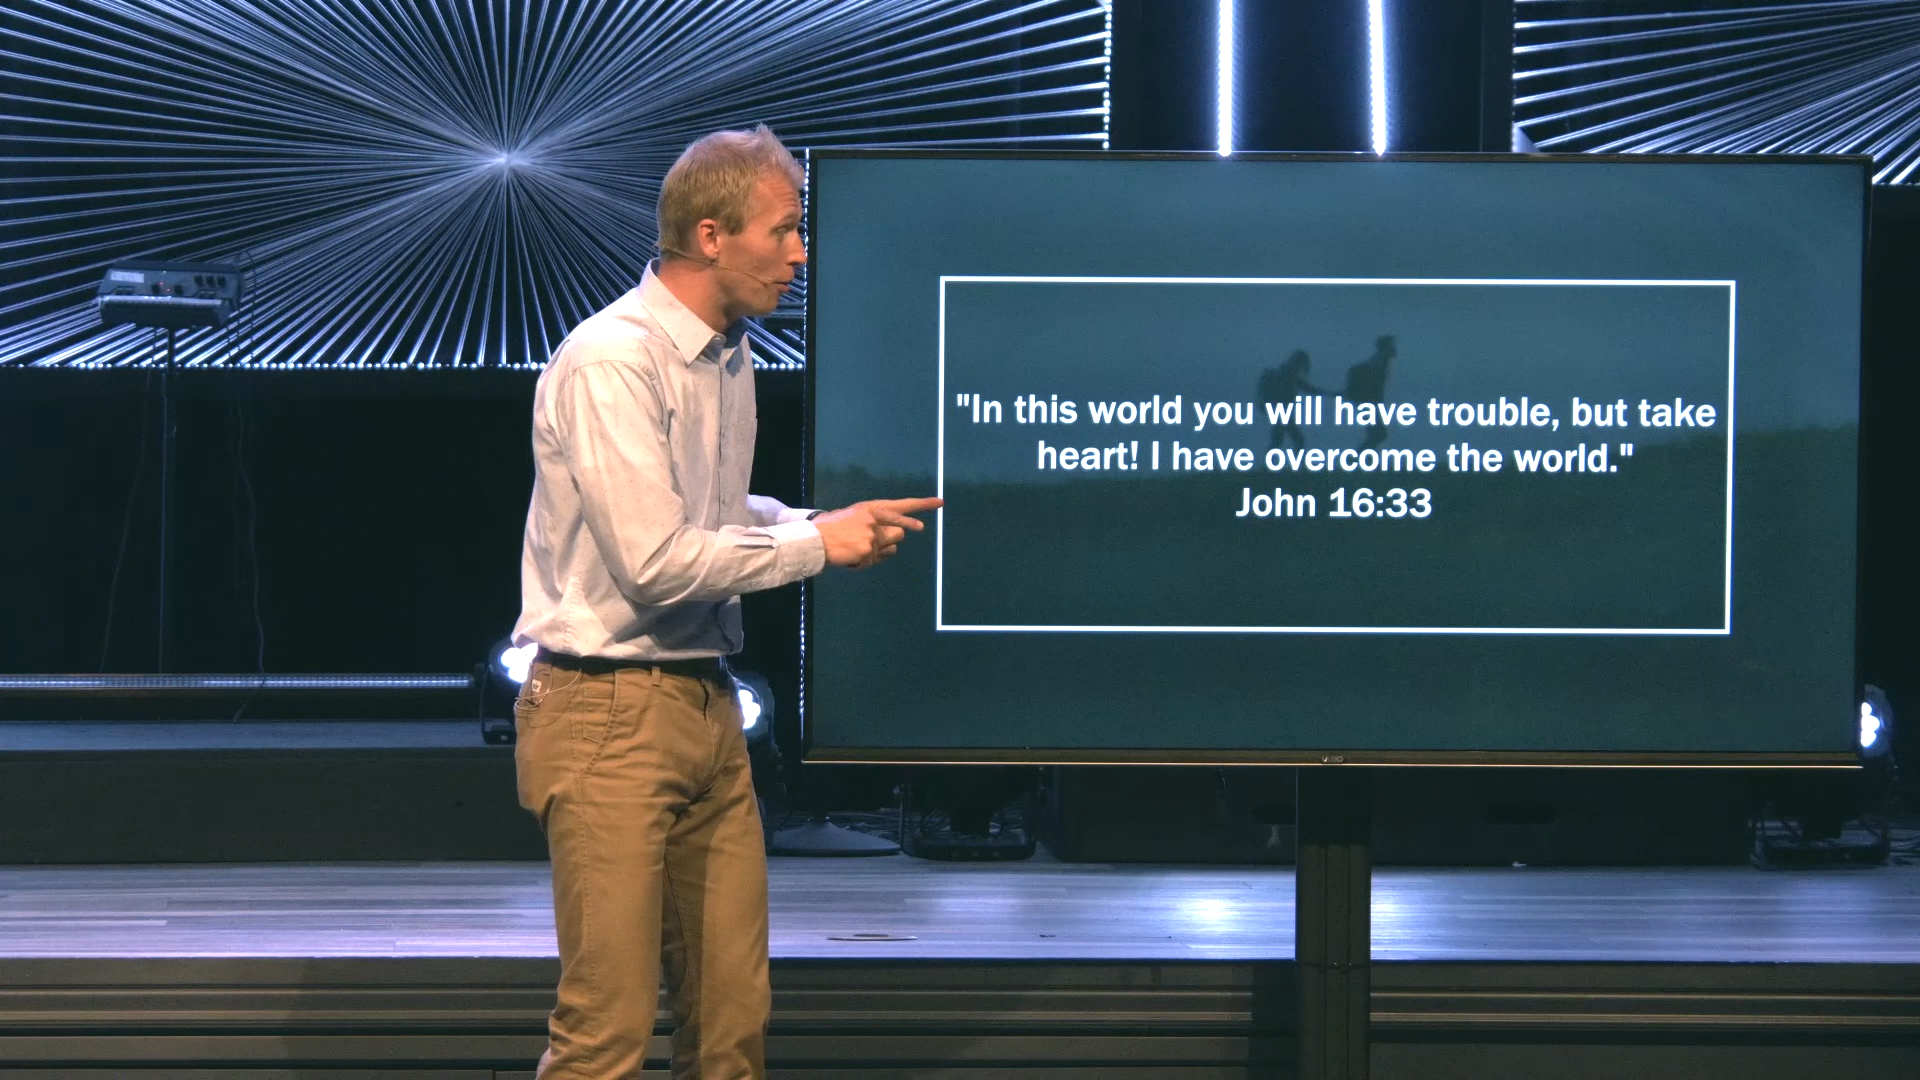 "In this world you will have trouble, but take
heart! I have overcome the world."
John 16:33